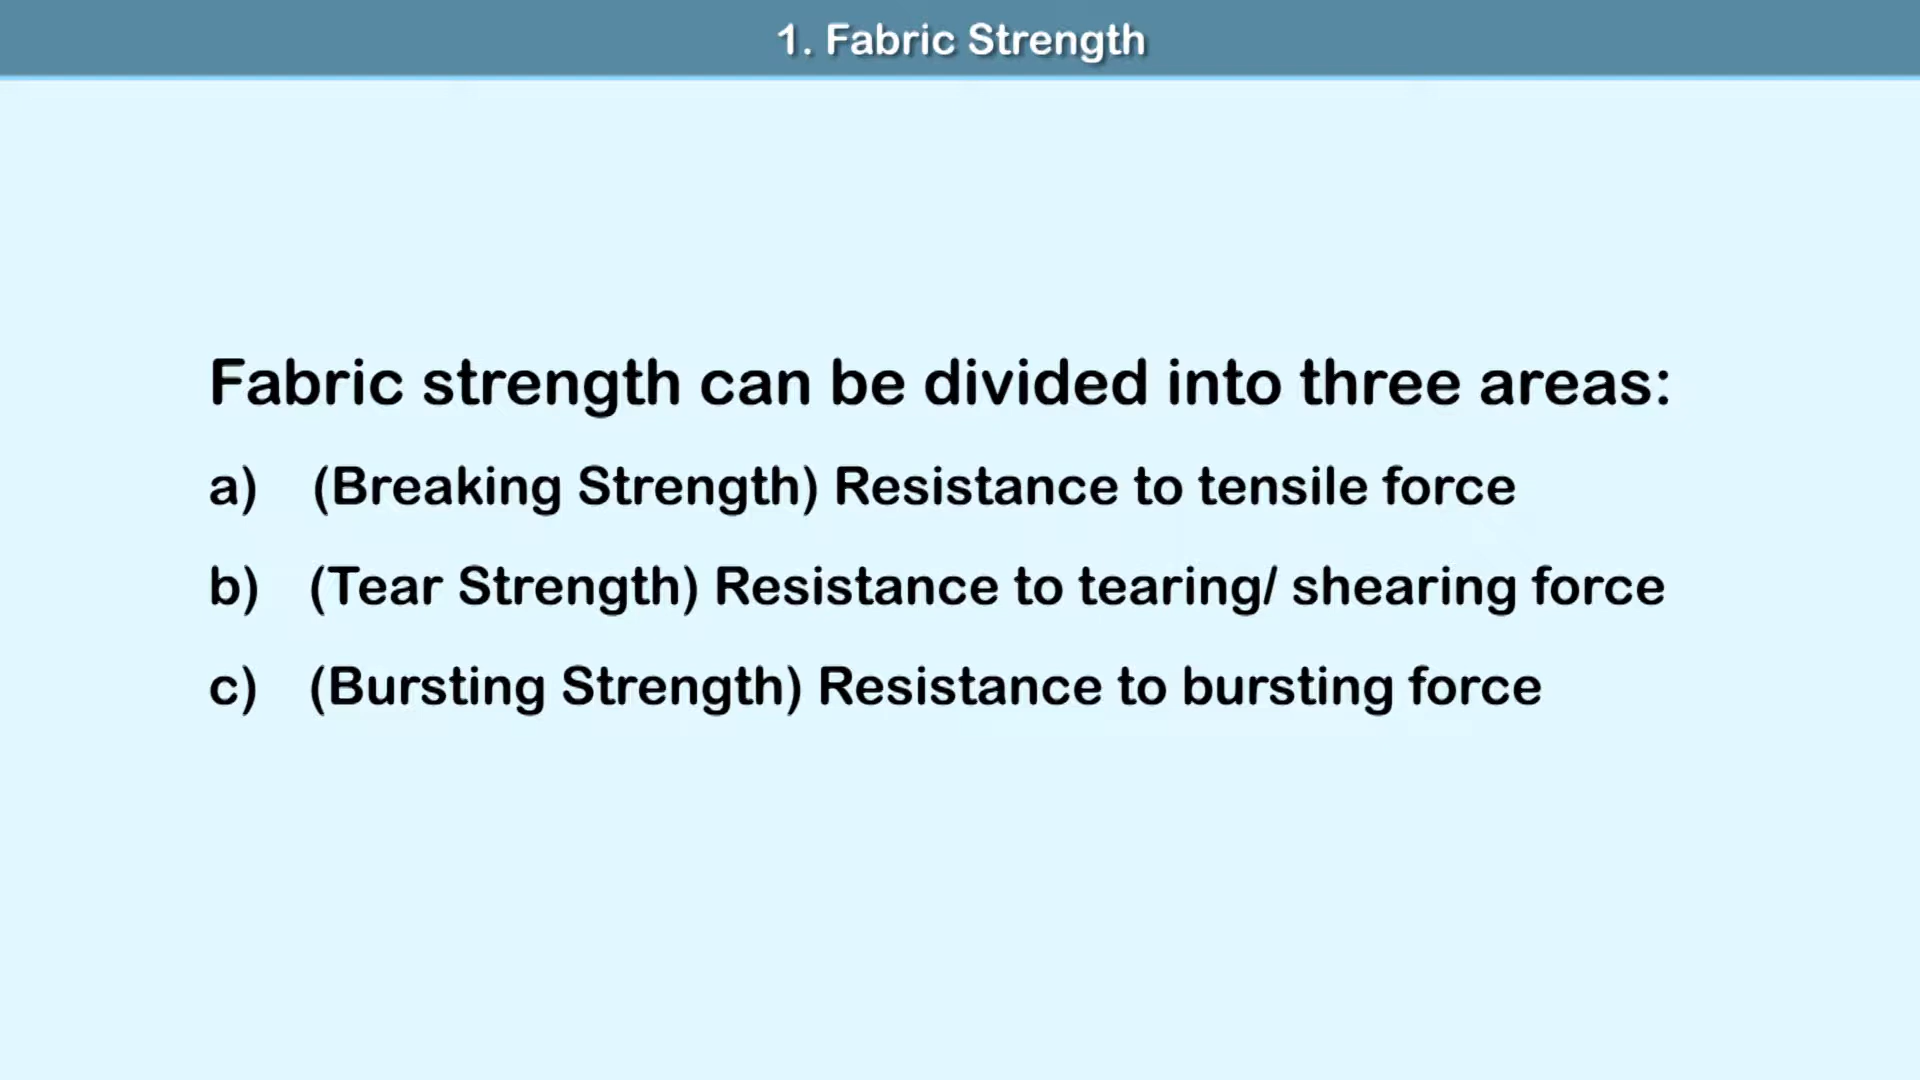 1. Fabric Strength
Fabric strength can be divided into three areas:
a) (Breaking Strength) Resistance to tensile force
b) (Tear Strength) Resistance to tearing/ shearing force
c) (Bursting Strength) Resistance to bursting force